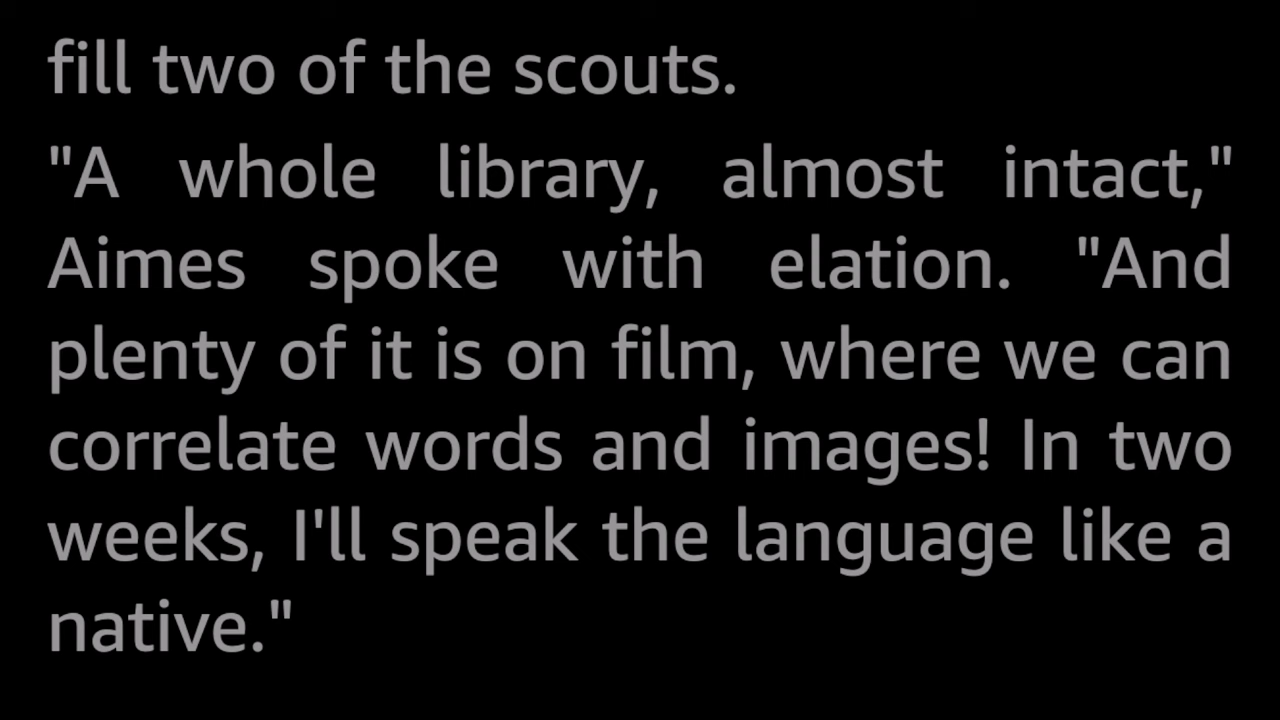 fill two of the scouts.
"A whole library, almost intact,"
Aimes spoke with elation. "And
plenty of it is on film, where we can
correlate words and images! In two
weeks, I'll speak the language like a
native."